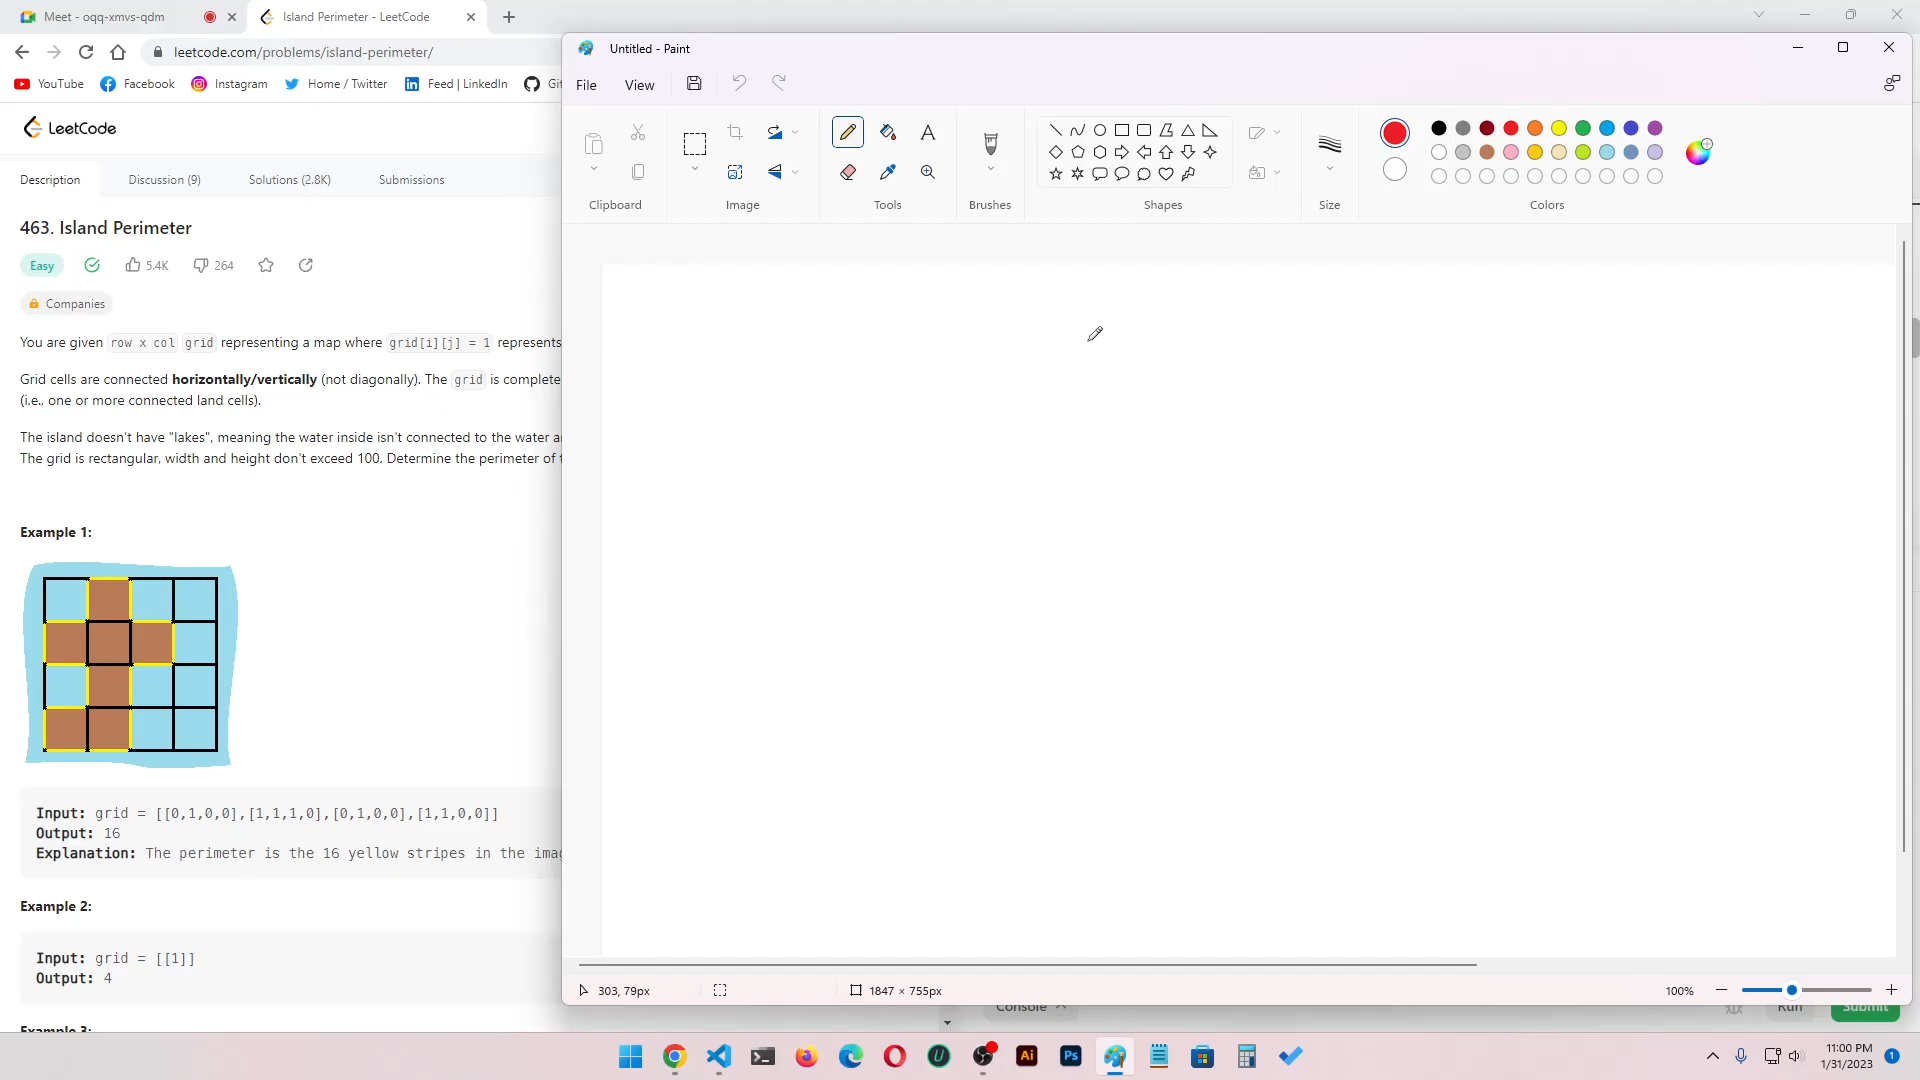 Meet - oqq-xmvs-qdm
Island Perimeter - LeetCode
leetcode.com/problems/island-perimeter/
YouTube
Facebook
Instagram
Home / Twitter
Feed | LinkedIn
LeetCode
Description
Discussion (9)
Solutions (2.8K)
Submissions
463. Island Perimeter
Easy
5.4K
264
Companies
You are given row x col grid representing a map where grid[i][j] = 1 represents
Grid cells are connected horizontally/vertically (not diagonally). The grid is complete
(i.e., one or more connected land cells).
The island doesn't have "lakes", meaning the water inside isn't connected to the water
The grid is rectangular, width and height don't exceed 100. Determine the perimeter of
Example 1:
Input: grid = [[0,1,0,0],[1,1,1,0],[0,1,0,0],[1,1,0,0]]
Output: 16
Explanation: The perimeter is the 16 yellow stripes in the
Example 2:
Input: grid = [[1]]
Output: 4
Example 3:
Untitled - Paint
File
View
Clipboard
Image
Tools
Brushes
Shapes
Size
Colors
303, 79px
1847 × 755px
100%
Console
Run
Submit
Ai
Ps
11:00 PM
1/31/2023
1